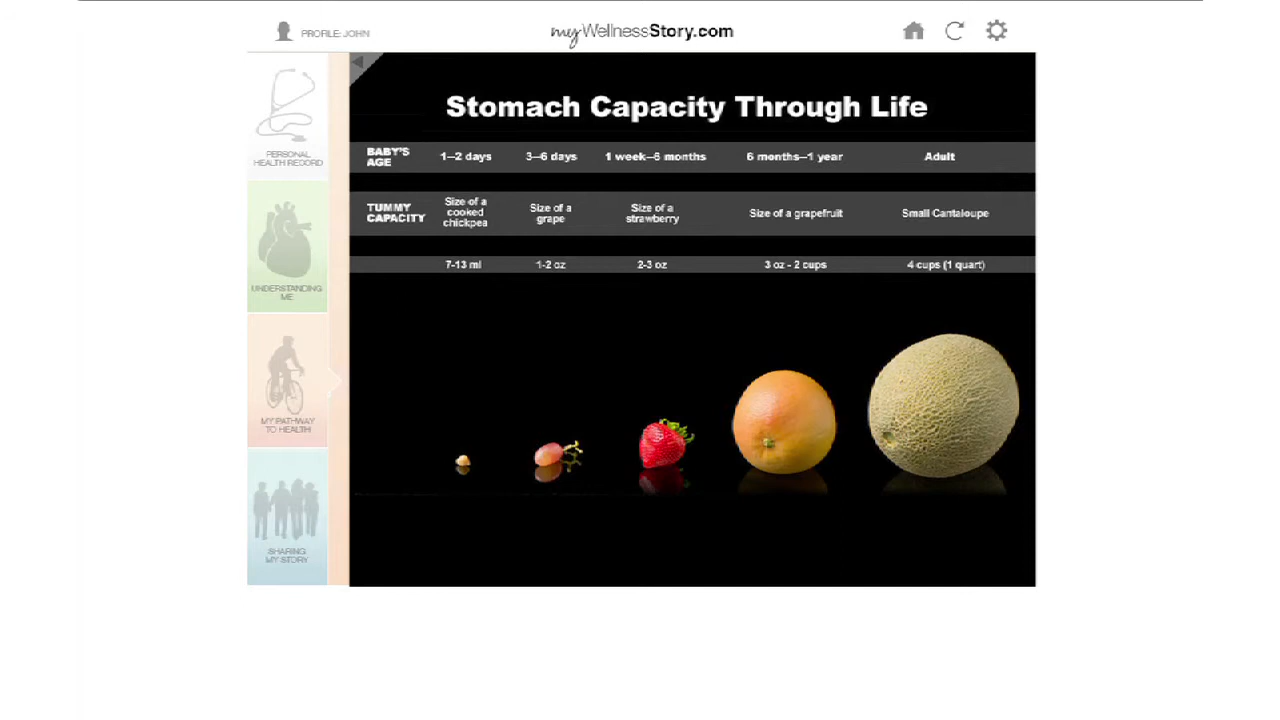 PROFILE: JOHN
myWellnessStory.com
PERSONAL
HEALTH RECORD
UNDERSTANDING
ME
MY PATHWAY
TO HEALTH
SHARING
MY STORY
Stomach Capacity Through Life
BABY'S AGE 1–2 days 3–6 days 1 week–6 months 6 months–1 year Adult
TUMMY CAPACITY Size of a cooked chickpea Size of a grape Size of a strawberry Size of a grapefruit Small Cantaloupe
7-13 ml 1-2 oz 2-3 oz 3 oz - 2 cups 4 cups (1 quart)